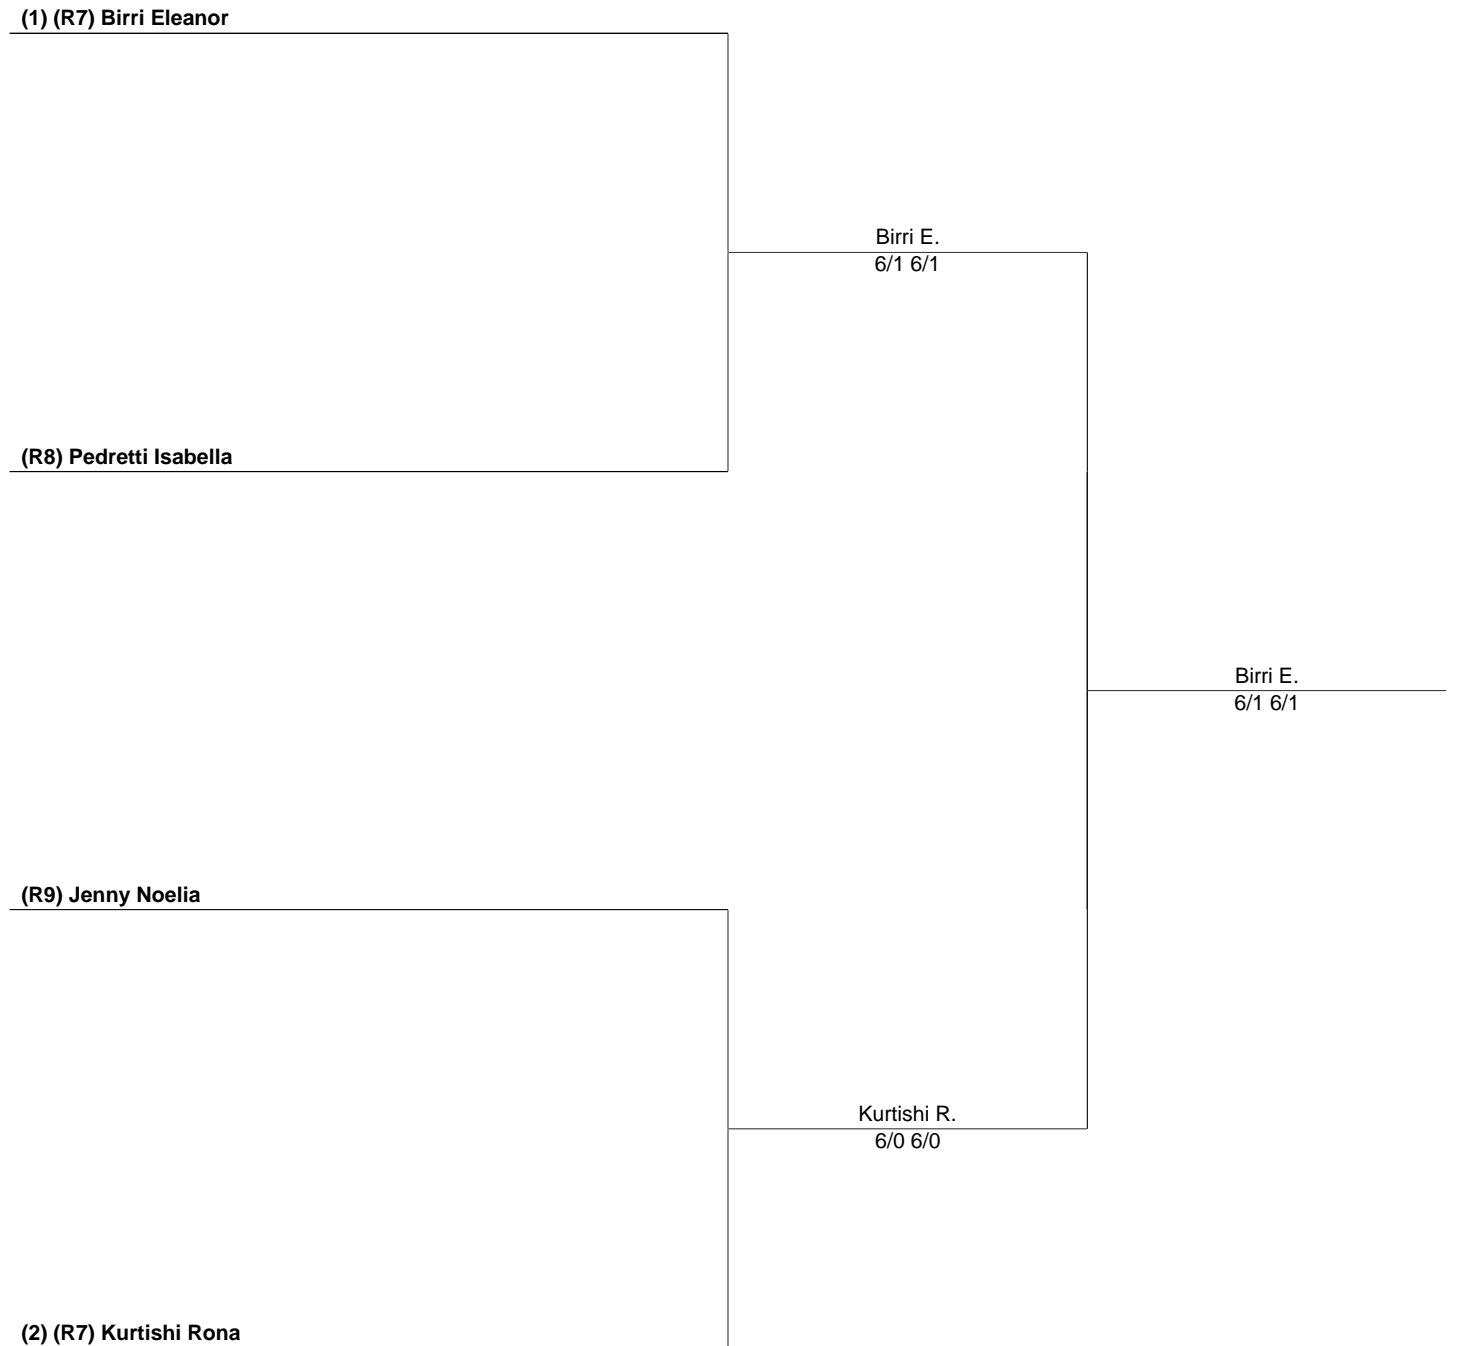 (1) (R7) Birri Eleanor
Birri E.
6/1 6/1
(R8) Pedretti Isabella
Birri E.
6/1 6/1
(R9) Jenny Noelia
Kurtishi R.
6/0 6/0
(2) (R7) Kurtishi Rona